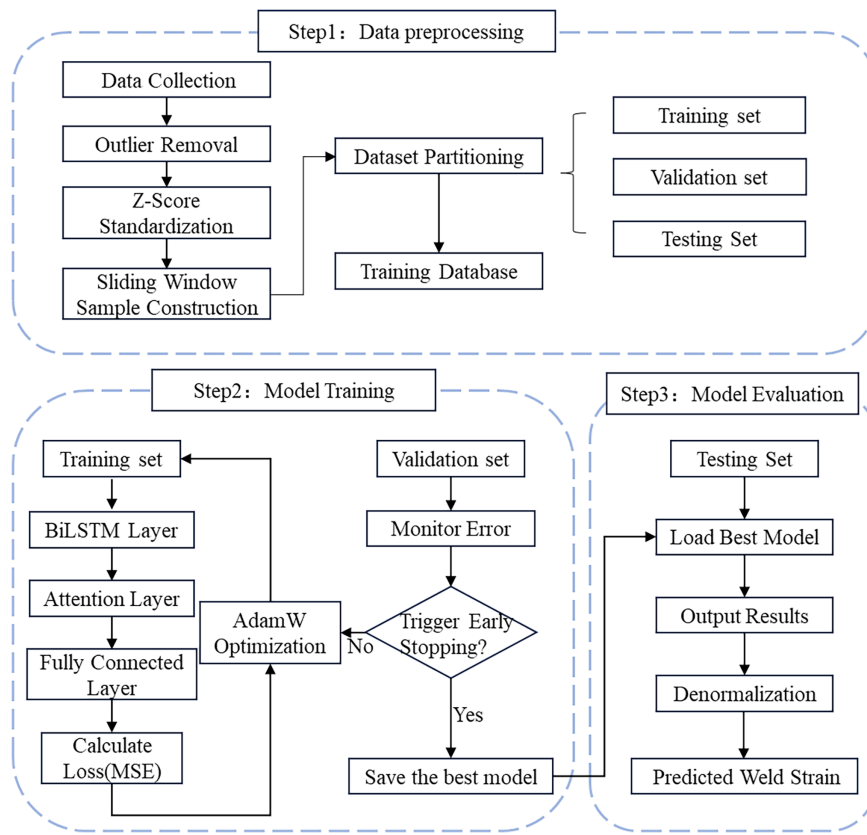 Step1：Data preprocessing
Data Collection
Outlier Removal
Z-Score
Standardization
Sliding Window
Sample Construction
Dataset Partitioning
Training Database
Training set
Validation set
Testing Set
Step2：Model Training
Training set
BiLSTM Layer
Attention Layer
Fully Connected
Layer
Calculate
Loss(MSE)
AdamW
Optimization
Validation set
Monitor Error
Trigger Early
Stopping?
No
Yes
Save the best model
Step3：Model Evaluation
Testing Set
Load Best Model
Output Results
Denormalization
Predicted Weld Strain